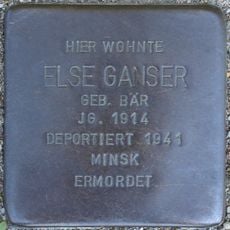 HIER WOHNTE
ELSE GANSER
GEB. BÄR
JG. 1914
DEPORTIERT 1941
MINSK
ERMORDET